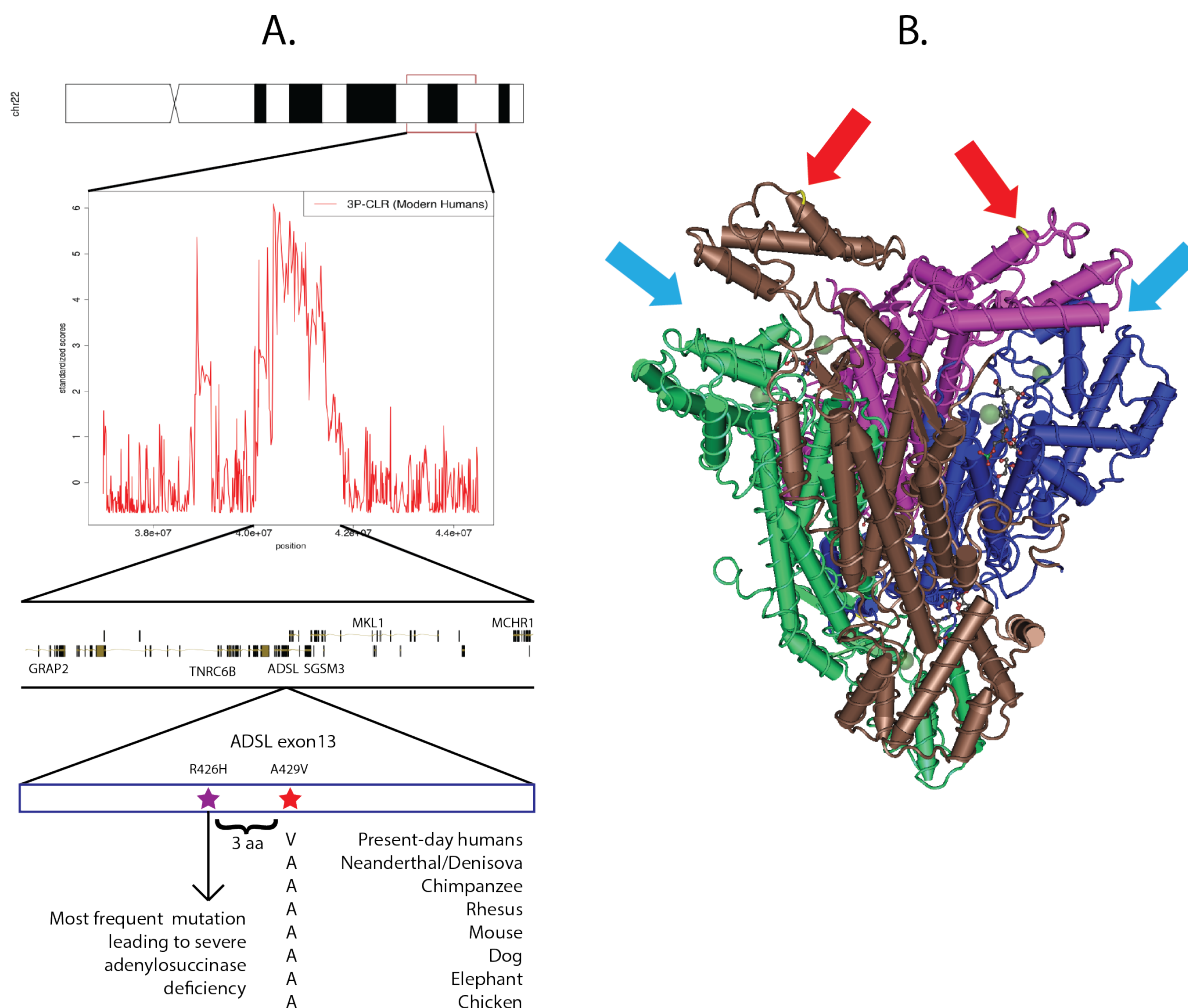 A.
B.
chr22
3P-CLR (Modern Humans)
6
5
4
3
2
1
0
standardized scores
3.8e+07
4.0e+07
4.2e+07
4.4e+07
position
MKL1
MCHR1
GRAP2
TNRC6B
ADSL
SGSM3
ADSL exon13
R426H
A429V
3 aa
V Present-day humans
A Neanderthal/Denisova
A Chimpanzee
A Rhesus
A Mouse
A Dog
A Elephant
A Chicken
Most frequent mutation
leading to severe
adenylosuccinase
deficiency